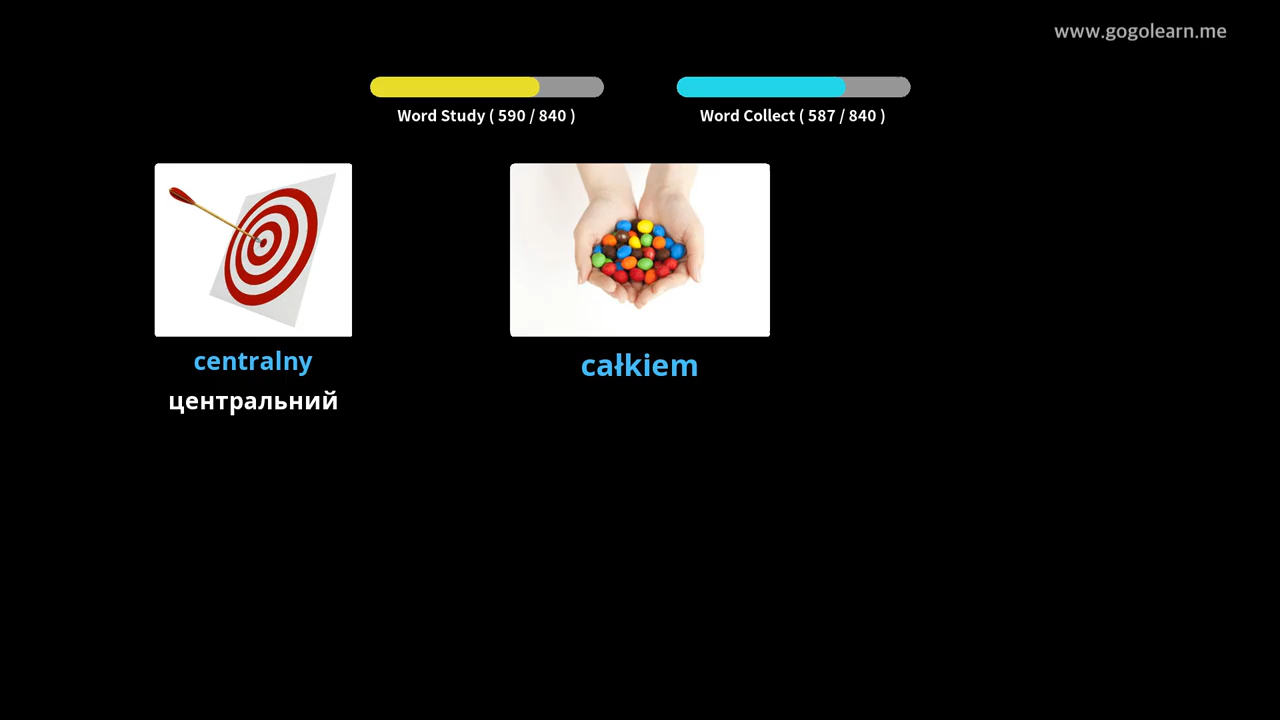 www.gogolearn.me
Word Study ( 590 / 840 )
Word Collect ( 587 / 840 )
centralny
центральний
całkiem